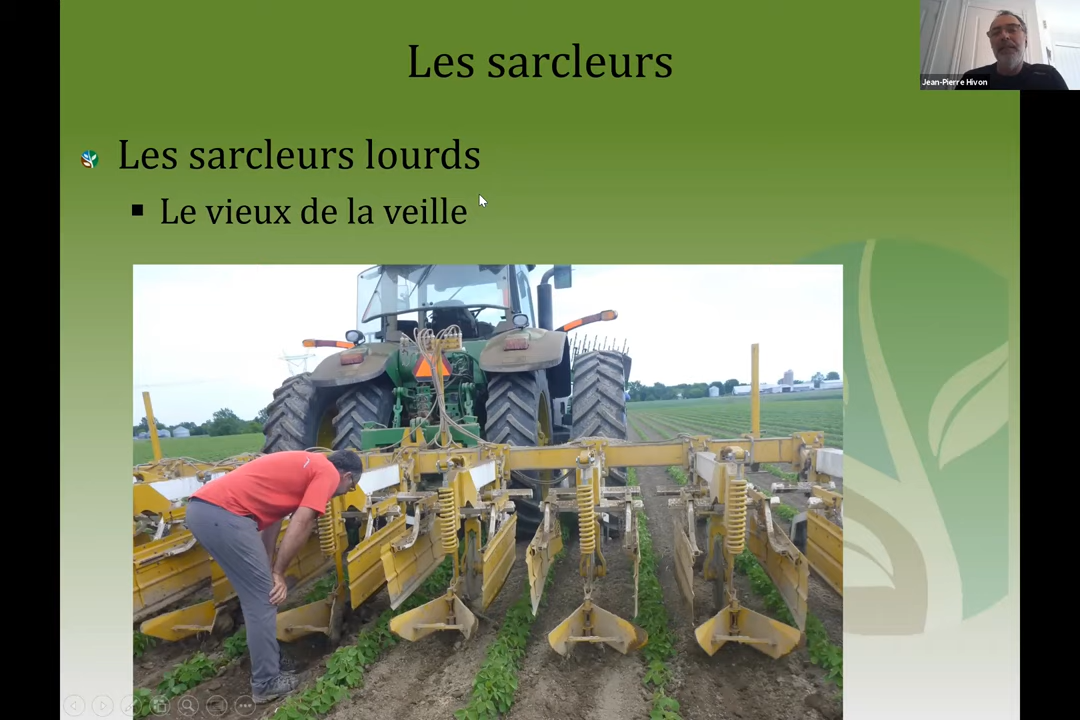 Les sarcleurs
Jean-Pierre Hivon
Les sarcleurs lourds
Le vieux de la veille